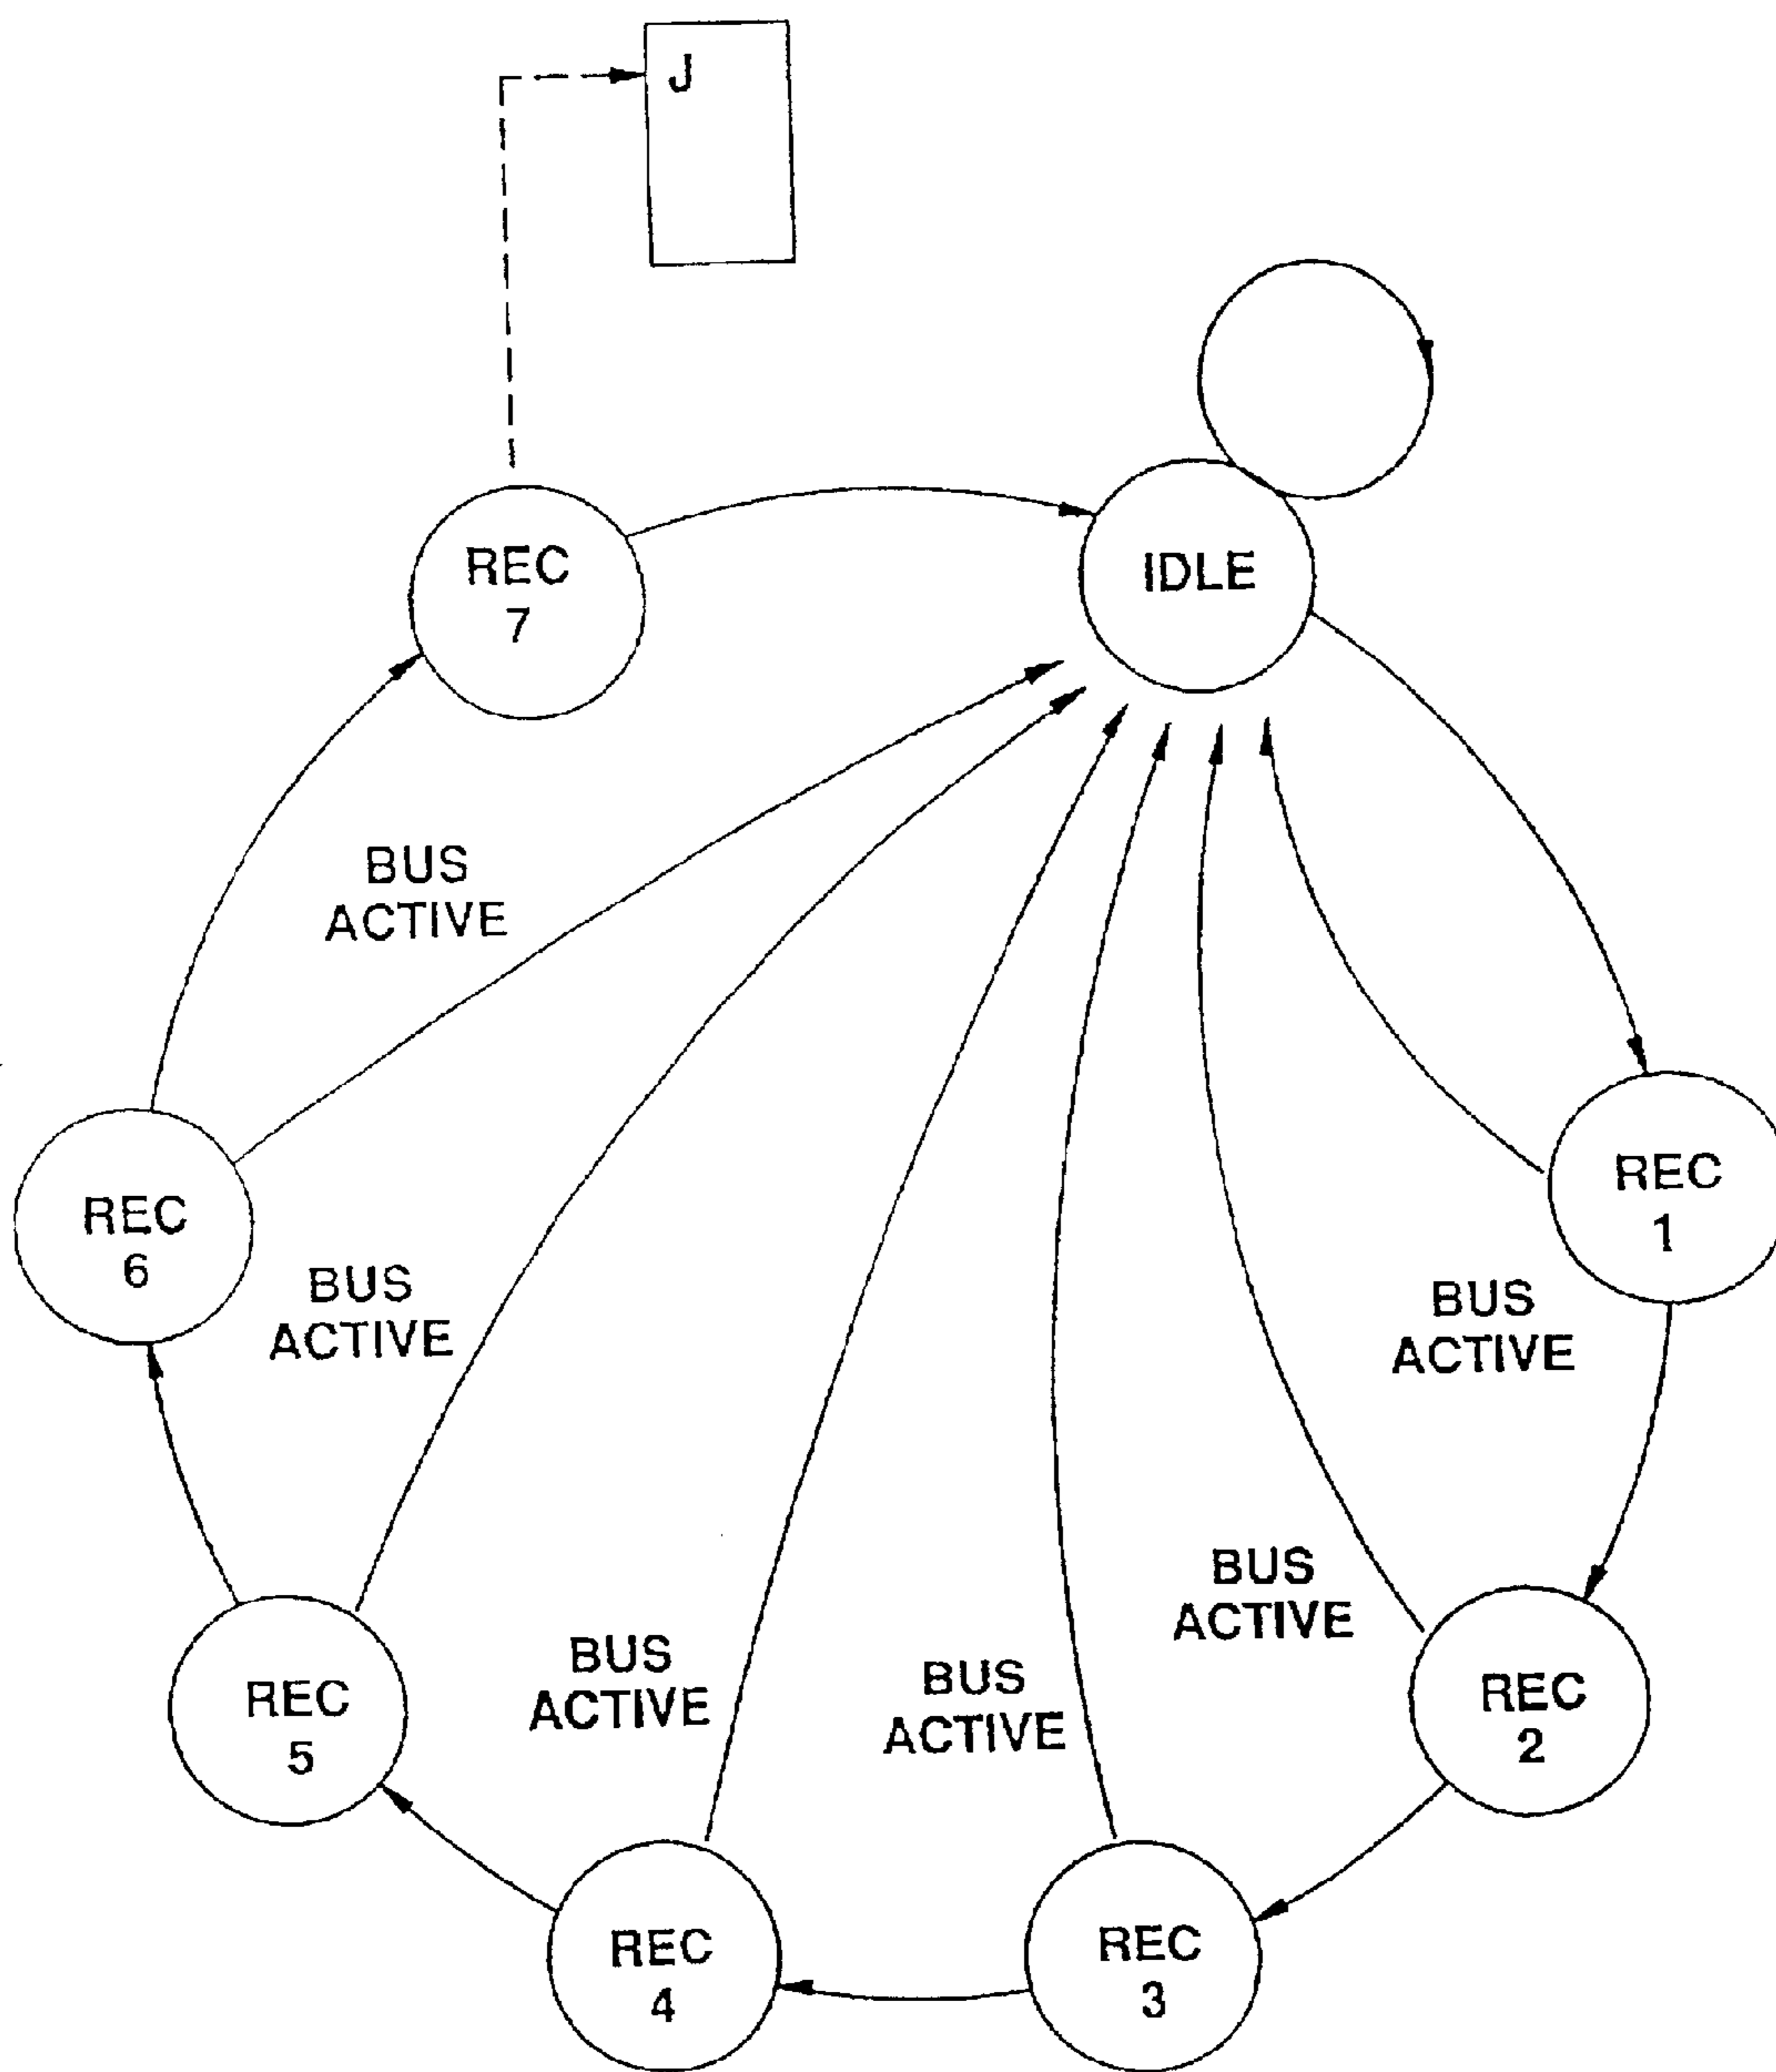 J
REC
7
IDLE
BUS
ACTIVE
REC
1
REC
6
BUS
ACTIVE
BUS
ACTIVE
BUS
ACTIVE
BUS
ACTIVE
BUS
ACTIVE
REC
5
REC
2
REC
4
REC
3